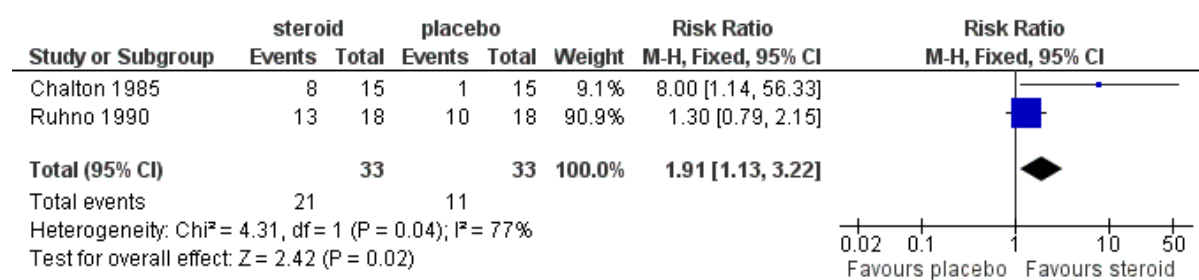 steroid placebo Risk Ratio Risk Ratio
Study or Subgroup Events Total Events Total Weight M-H, Fixed, 95% CI M-H, Fixed, 95% CI
Chalton 1985 8 15 1 15 9.1% 8.00 [1.14, 56.33]
Ruhno 1990 13 18 10 18 90.9% 1.30 [0.79, 2.15]
Total (95% CI) 33 33 100.0% 1.91 [1.13, 3.22]
Total events 21 11
Heterogeneity: Chi² = 4.31, df = 1 (P = 0.04); I² = 77%
Test for overall effect: Z = 2.42 (P = 0.02)
0.02 0.1 1 10 50
Favours placebo Favours steroid